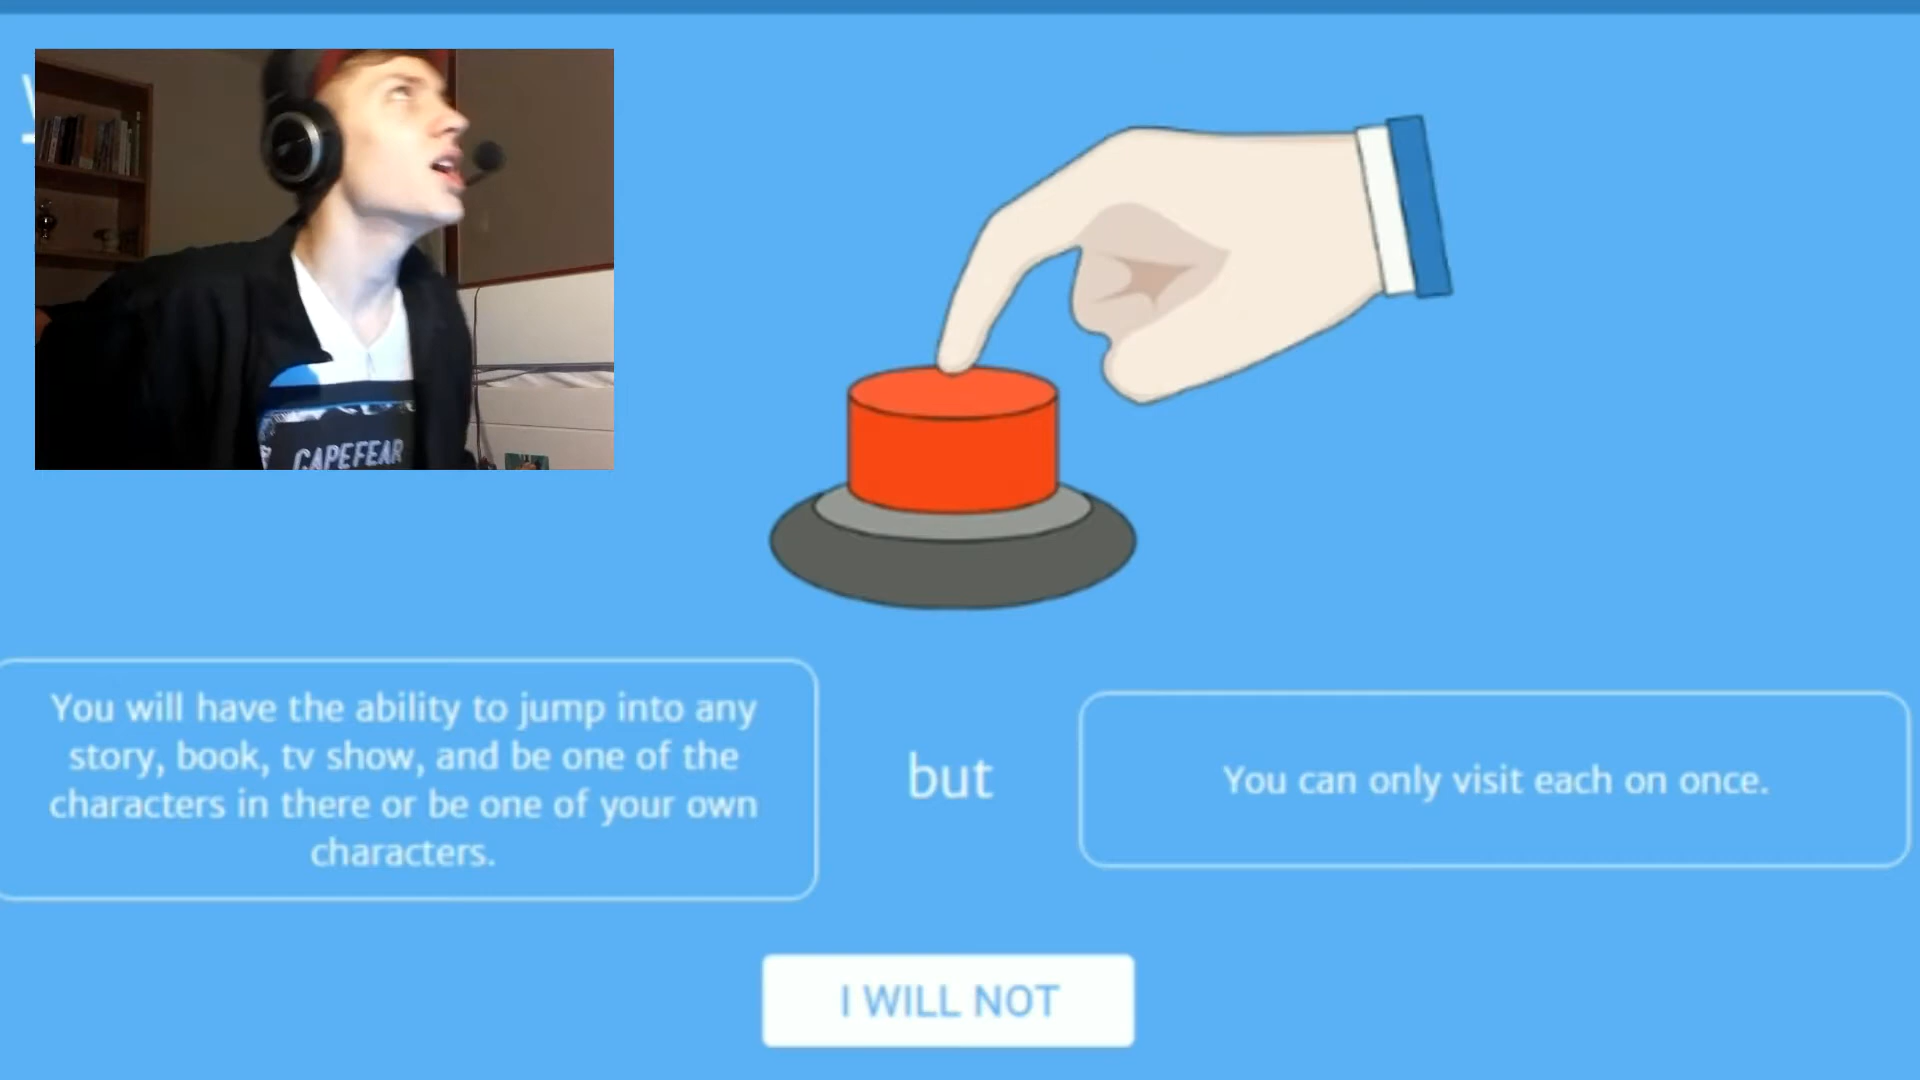 CAPEFEAR
You will have the ability to jump into any
story, book, tv show, and be one of the
characters in there or be one of your own
characters.
but
You can only visit each on once.
I WILL NOT